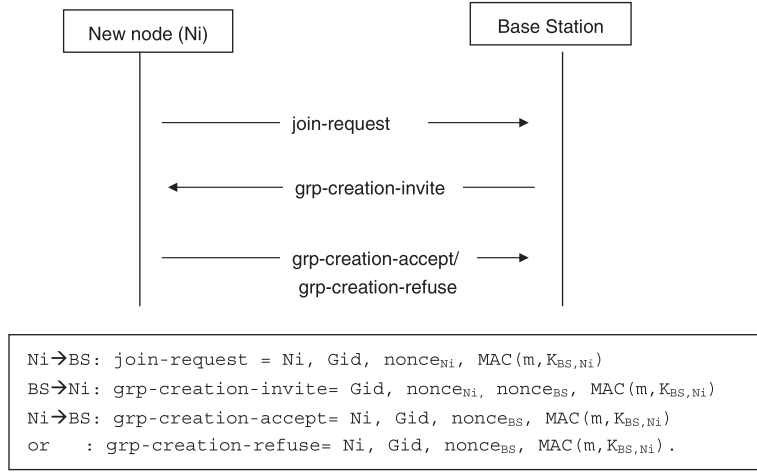 New node (Ni)
Base Station
join-request
grp-creation-invite
grp-creation-accept/
grp-creation-refuse
Ni→BS: join-request = Ni, Gid, nonceNi, MAC(m,KBS,Ni)
BS→Ni: grp-creation-invite= Gid, nonceNi, nonceBS, MAC(m,KBS,Ni)
Ni→BS: grp-creation-accept= Ni, Gid, nonceBS, MAC(m,KBS,Ni)
or : grp-creation-refuse= Ni, Gid, nonceBS, MAC(m,KBS,Ni).